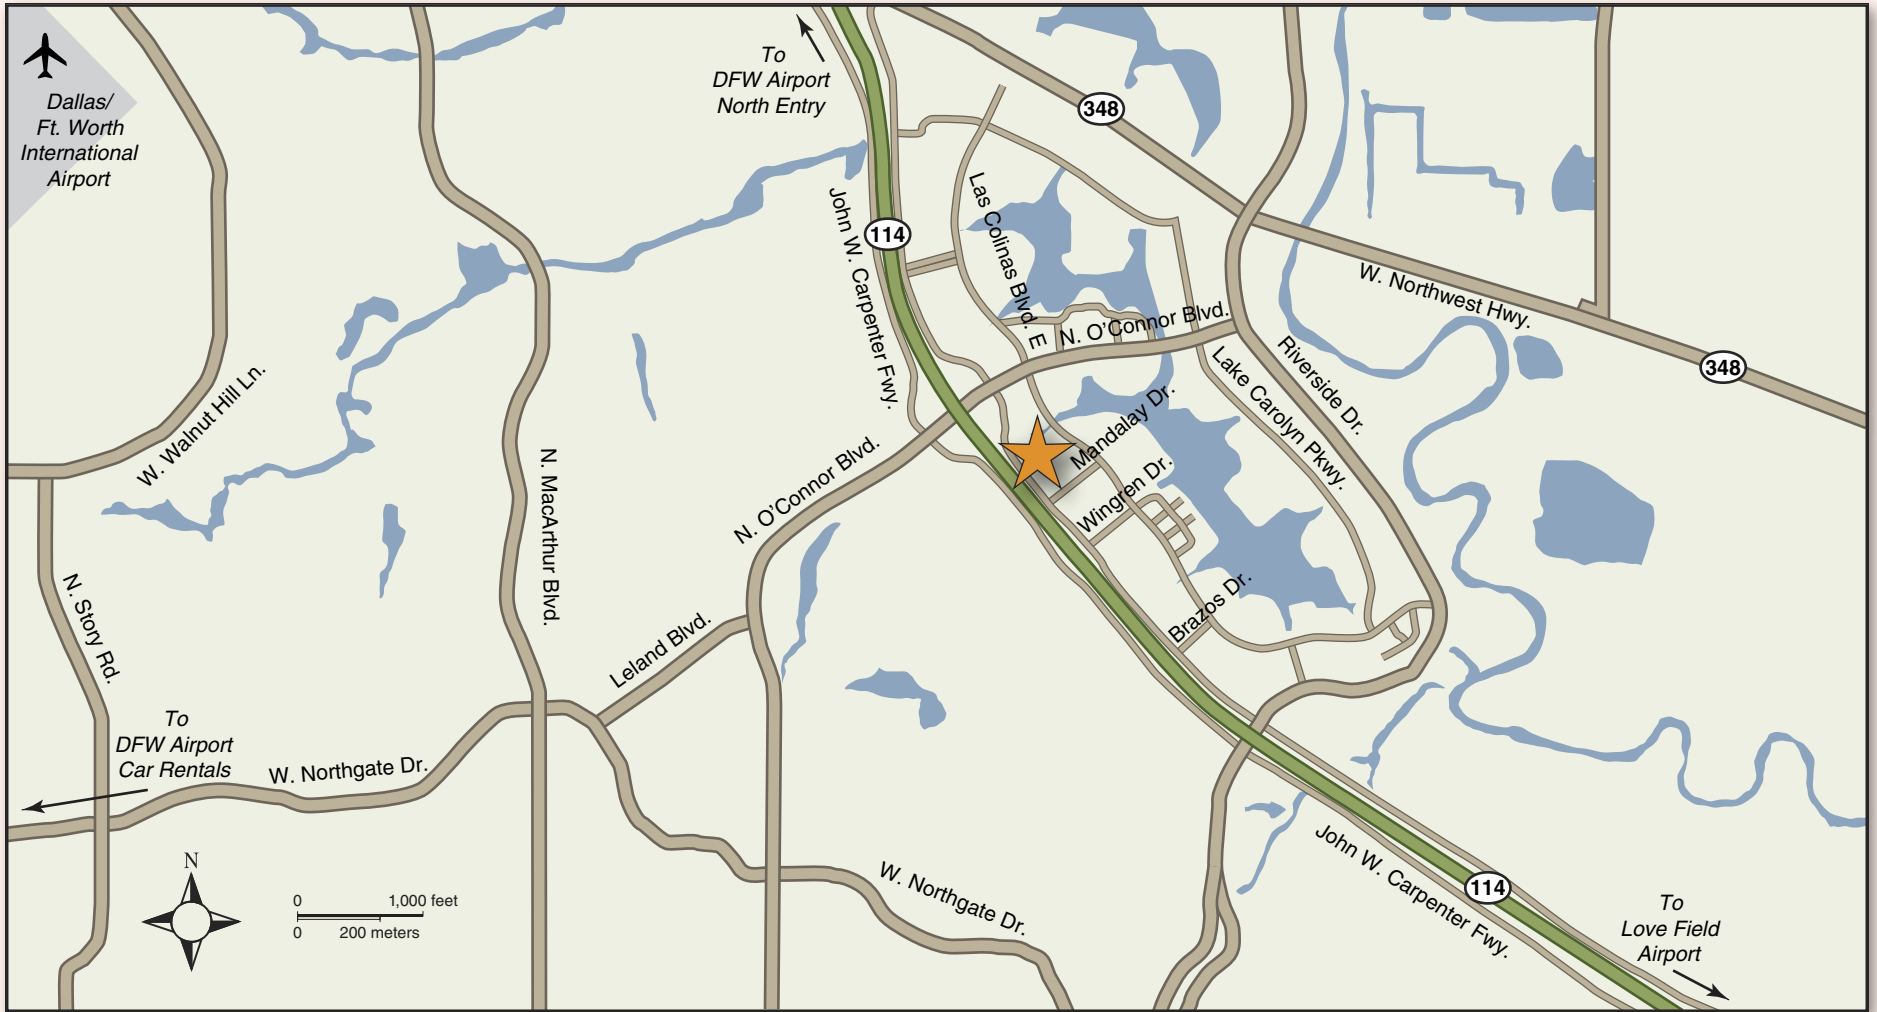 Dallas/
Ft. Worth
International
Airport
To
DFW Airport
North Entry
348
114
John W. Carpenter Fwy.
Las Colinas Blvd. E
N. O'Connor Blvd.
W. Northwest Hwy.
348
Riverside Dr.
Lake Carolyn Pkwy.
Mandalay Dr.
Wingren Dr.
Brazos Dr.
W. Walnut Hill Ln.
N. MacArthur Blvd.
N. O'Connor Blvd.
N. Story Rd.
Leland Blvd.
To
DFW Airport
Car Rentals
W. Northgate Dr.
W. Northgate Dr.
John W. Carpenter Fwy.
114
To
Love Field
Airport
N
0 1,000 feet
0 200 meters